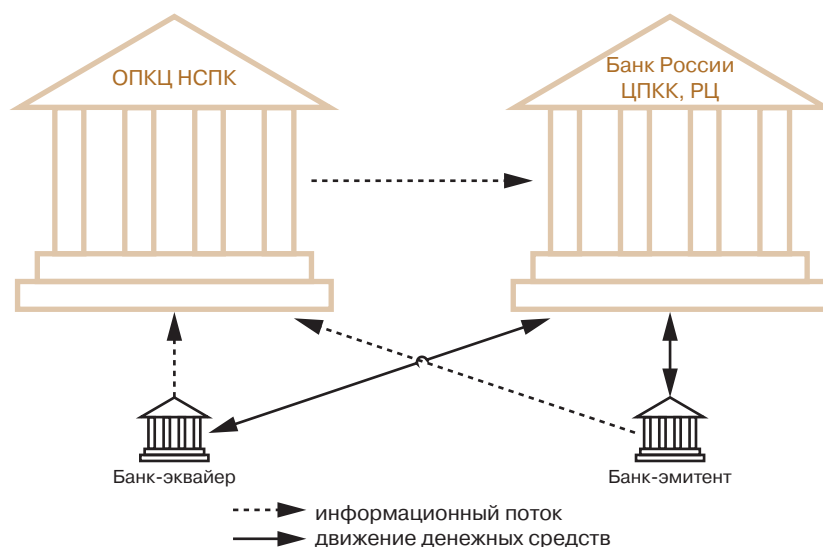 ОПКЦ НСПК
Банк России
ЦПКК, РЦ
Банк-эквайер
Банк-эмитент
информационный поток
движение денежных средств